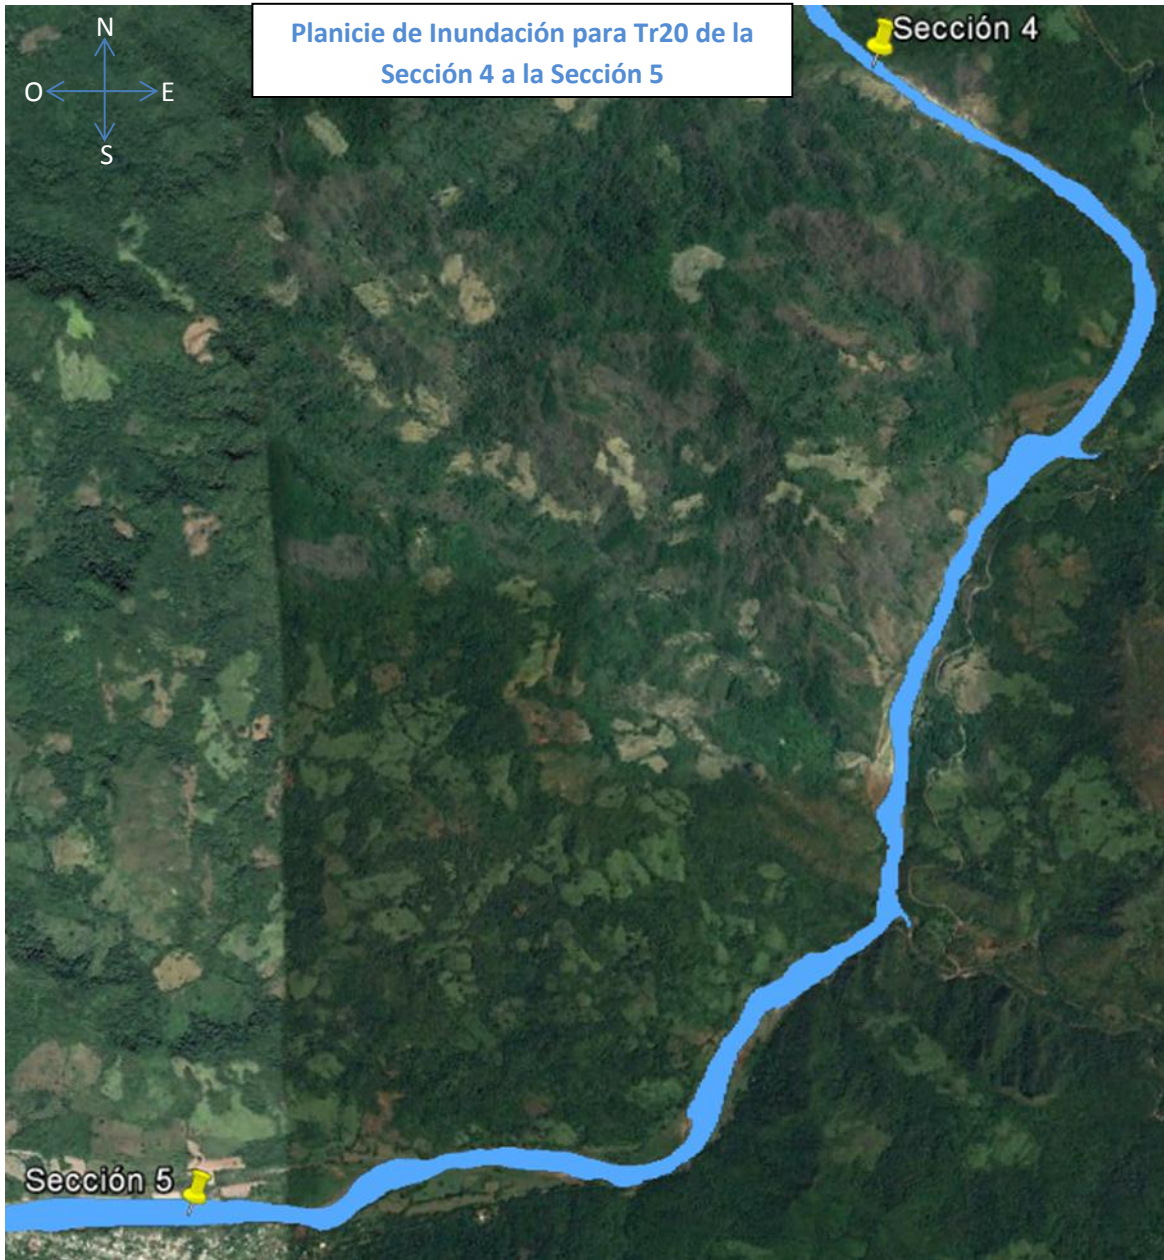 Planicie de Inundación para Tr20 de la
Sección 4 a la Sección 5
N
O
E
S
Sección 4
Sección 5